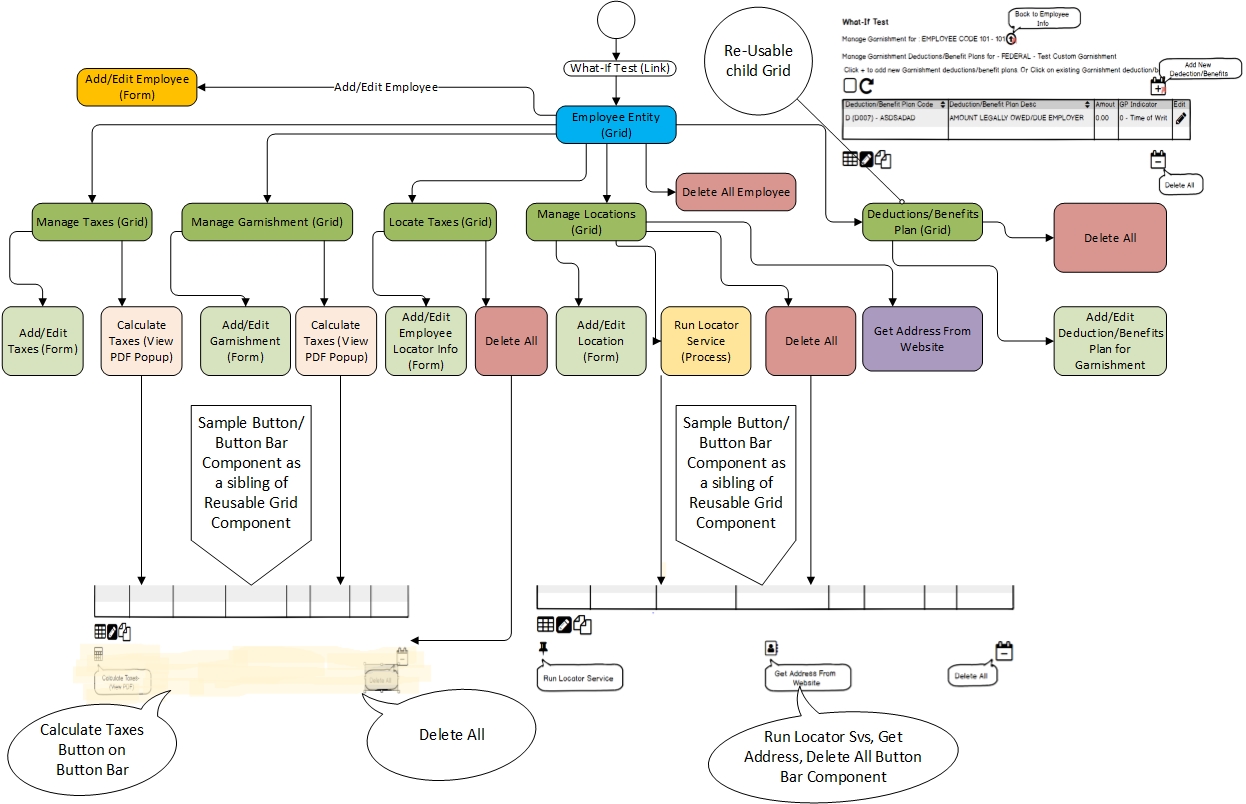 What-If Test
Back to Employee
Info
Manage Garnishment for : EMPLOYEE CODE 101 - 101
Manage Garnishment Deductions/Benefit Plans for - FEDERAL - Test Custom Garnishment
Click + to add new Garnishment deductions/benefit plans Or Click on existing Garnishment deduction/b
Add New
Deduction/Benefits
Deduction/Benefit Plan Code
Deduction/Benefit Plan Desc
Amout
GP Indicator
Edit
D (D007) - ASDSADAD
AMOUNT LEGALLY OWED/DUE EMPLOYER
0.00
0 - Time of Writ
Delete All
Re-Usable
child Grid
What-If Test (Link)
Add/Edit Employee
(Form)
Add/Edit Employee
Employee Entity
(Grid)
Delete All Employee
Manage Taxes (Grid)
Manage Garnishment (Grid)
Locate Taxes (Grid)
Manage Locations
(Grid)
Deductions/Benefits
Plan (Grid)
Delete All
Add/Edit
Taxes (Form)
Calculate
Taxes (View
PDF Popup)
Add/Edit
Garnishment
(Form)
Calculate
Taxes (View
PDF Popup)
Add/Edit
Employee
Locator Info
(Form)
Delete All
Add/Edit
Location
(Form)
Run Locator
Service
(Process)
Delete All
Get Address From
Website
Add/Edit
Deduction/Benefits
Plan for
Garnishment
Sample Button/
Button Bar
Component as
a sibling of
Reusable Grid
Component
Sample Button/
Button Bar
Component as
a sibling of
Reusable Grid
Component
Calculate Taxes
(View PDF)
Delete All
Run Locator Service
Get Address From
Website
Delete All
Calculate Taxes
Button on
Button Bar
Delete All
Run Locator Svs, Get
Address, Delete All Button
Bar Component